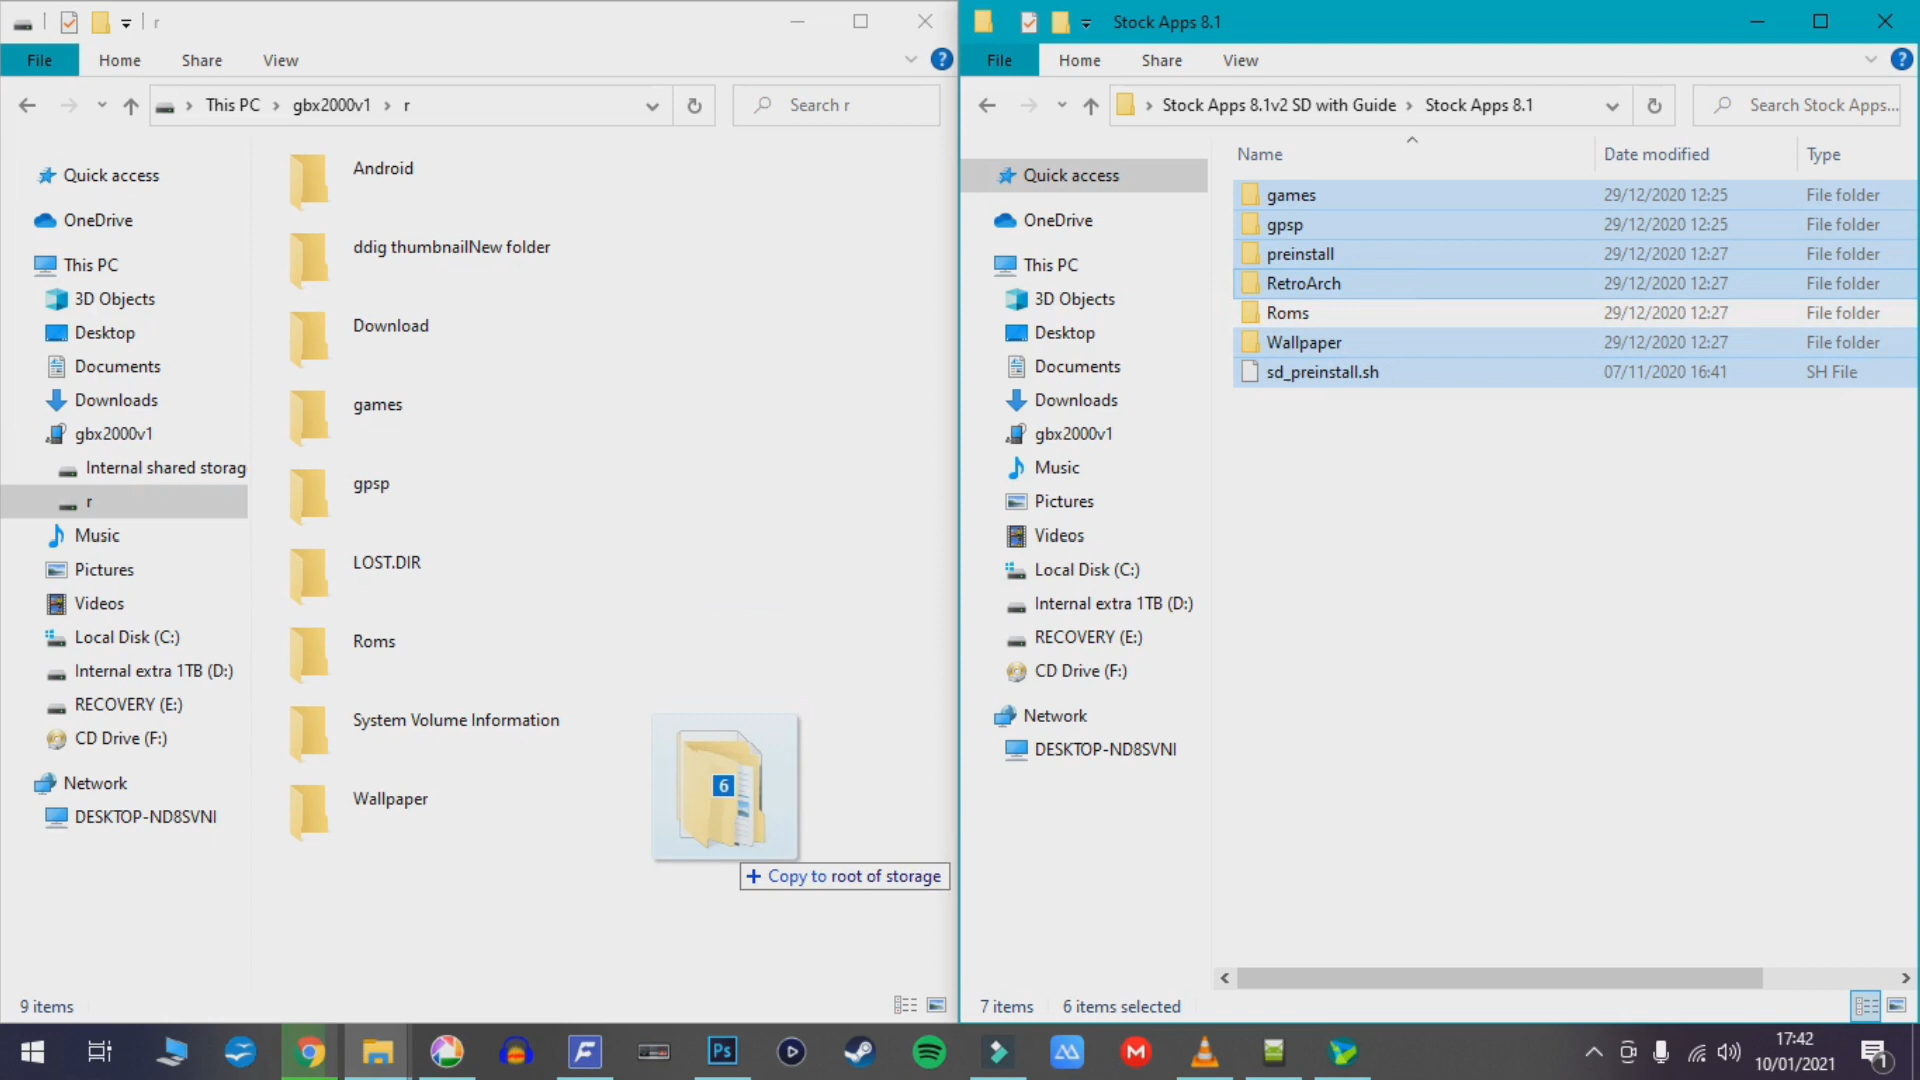 r
File
Home
Share
View
This PC
gbx2000v1
r
Search r
Quick access
OneDrive
This PC
3D Objects
Desktop
Documents
Downloads
gbx2000v1
Internal shared storag
r
Music
Pictures
Videos
Local Disk (C:)
Internal extra 1TB (D:)
RECOVERY (E:)
CD Drive (F:)
Network
DESKTOP-ND8SVNI
Android
ddig thumbnailNew folder
Download
games
gpsp
LOST.DIR
Roms
System Volume Information
Wallpaper
6
+ Copy to root of storage
9 items
Stock Apps 8.1
File
Home
Share
View
Stock Apps 8.1v2 SD with Guide
Stock Apps 8.1
Search Stock Apps...
Quick access
OneDrive
This PC
3D Objects
Desktop
Documents
Downloads
gbx2000v1
Music
Pictures
Videos
Local Disk (C:)
Internal extra 1TB (D:)
RECOVERY (E:)
CD Drive (F:)
Network
DESKTOP-ND8SVNI
Name Date modified Type
games 29/12/2020 12:25 File folder
gpsp 29/12/2020 12:25 File folder
preinstall 29/12/2020 12:27 File folder
RetroArch 29/12/2020 12:27 File folder
Roms 29/12/2020 12:27 File folder
Wallpaper 29/12/2020 12:27 File folder
sd_preinstall.sh 07/11/2020 16:41 SH File
7 items 6 items selected
Ps
17:42
10/01/2021
1